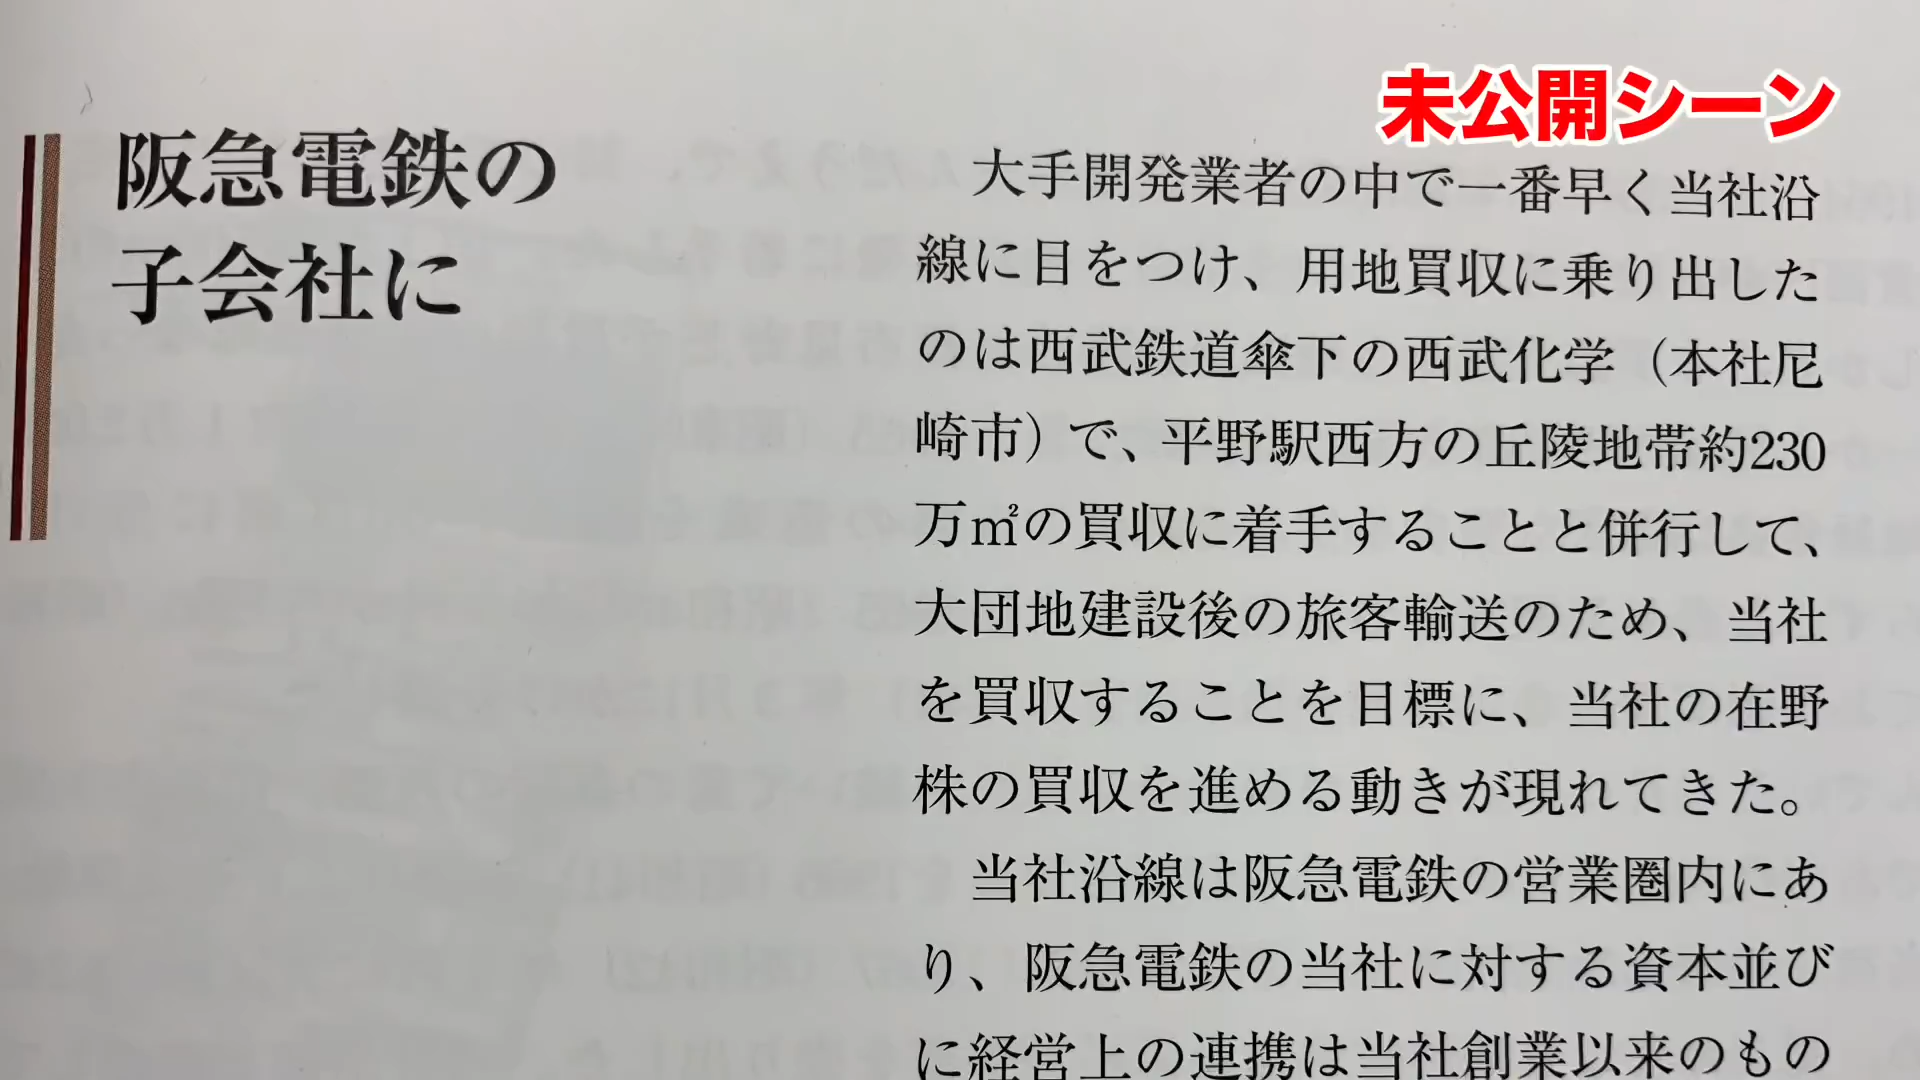 未公開シーン
阪急電鉄の
子会社に
大手開発業者の中で一番早く当社沿
線に目をつけ、用地買収に乗り出した
のは西武鉄道傘下の西武化学（本社尼
崎市）で、平野駅西方の丘陵地帯約230
万㎡の買収に着手することと併行して、
大団地建設後の旅客輸送のため、当社
を買収することを目標に、当社の在野
株の買収を進める動きが現れてきた。
当社沿線は阪急電鉄の営業圏内にあ
り、阪急電鉄の当社に対する資本並び
に経営上の連携は当社創業以来のもの